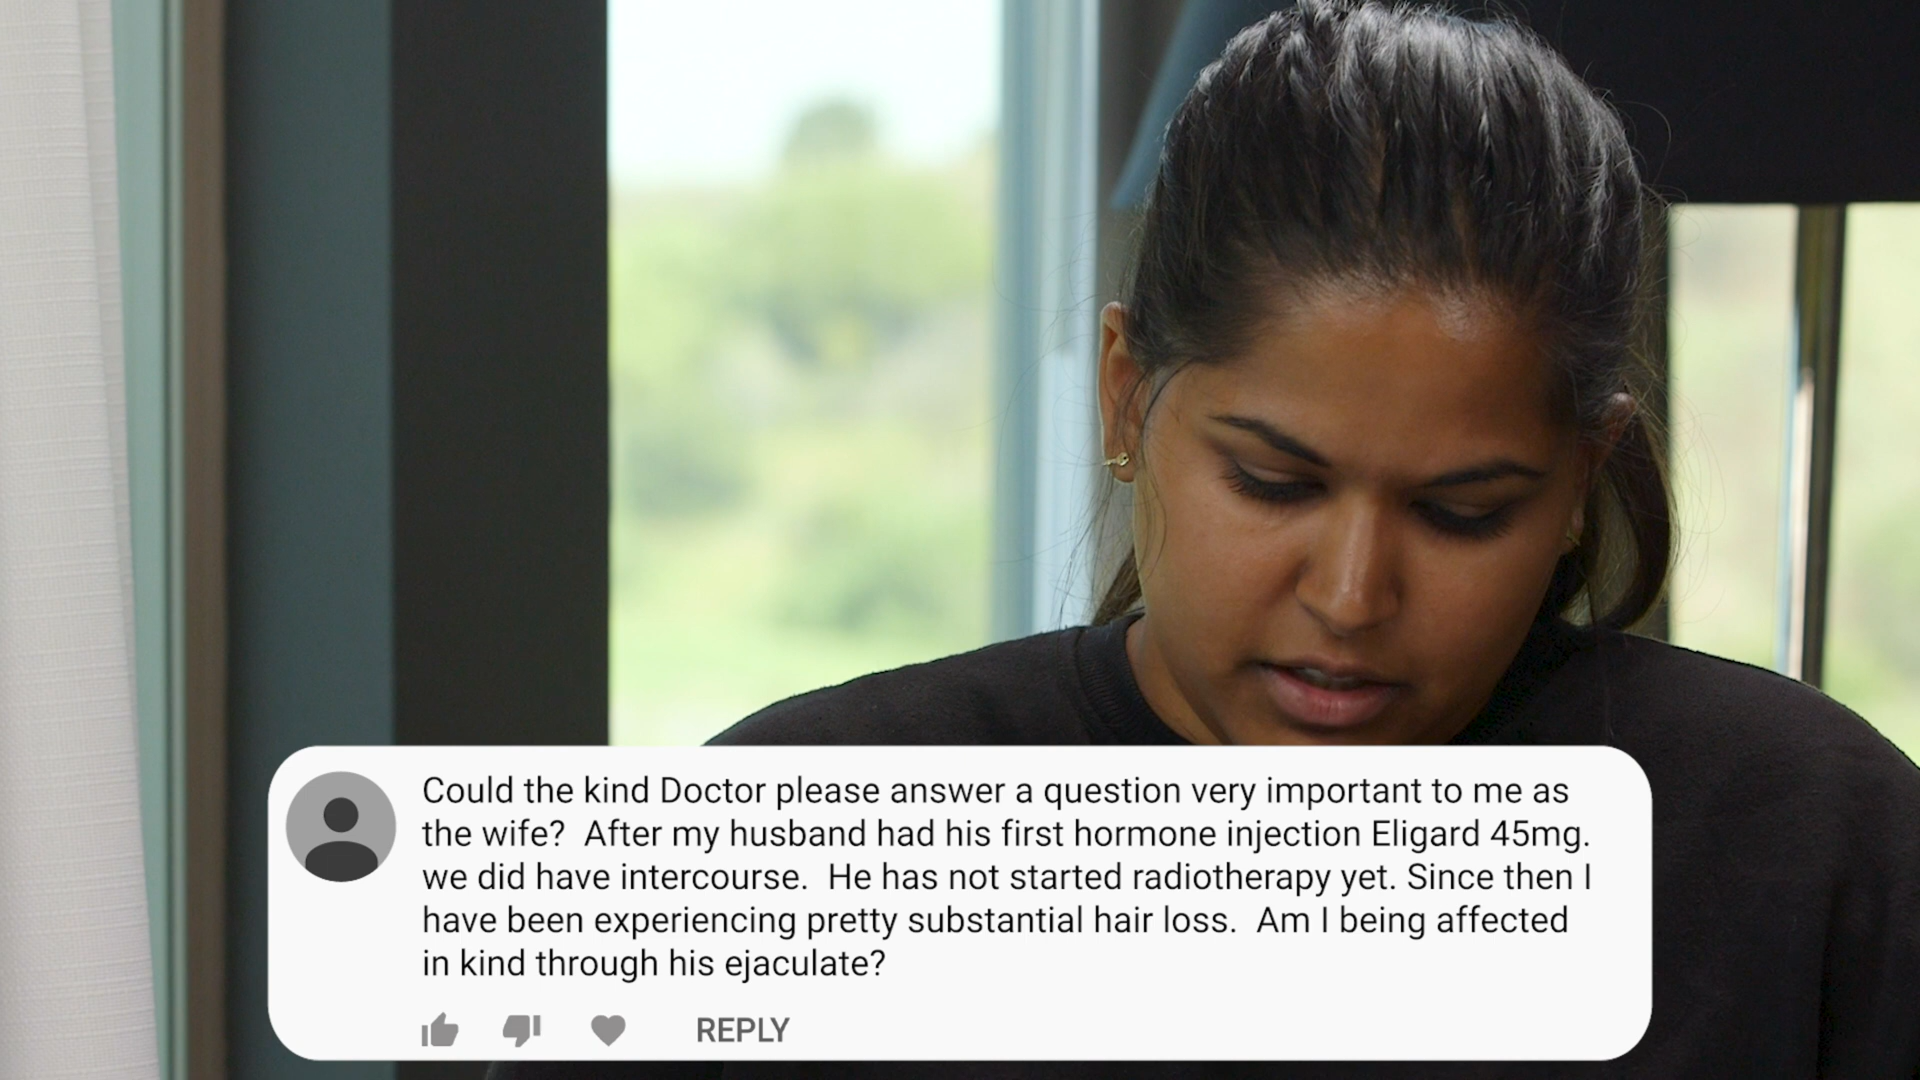 Could the kind Doctor please answer a question very important to me as
the wife?  After my husband had his first hormone injection Eligard 45mg.
we did have intercourse.  He has not started radiotherapy yet. Since then I
have been experiencing pretty substantial hair loss.  Am I being affected
in kind through his ejaculate?
REPLY